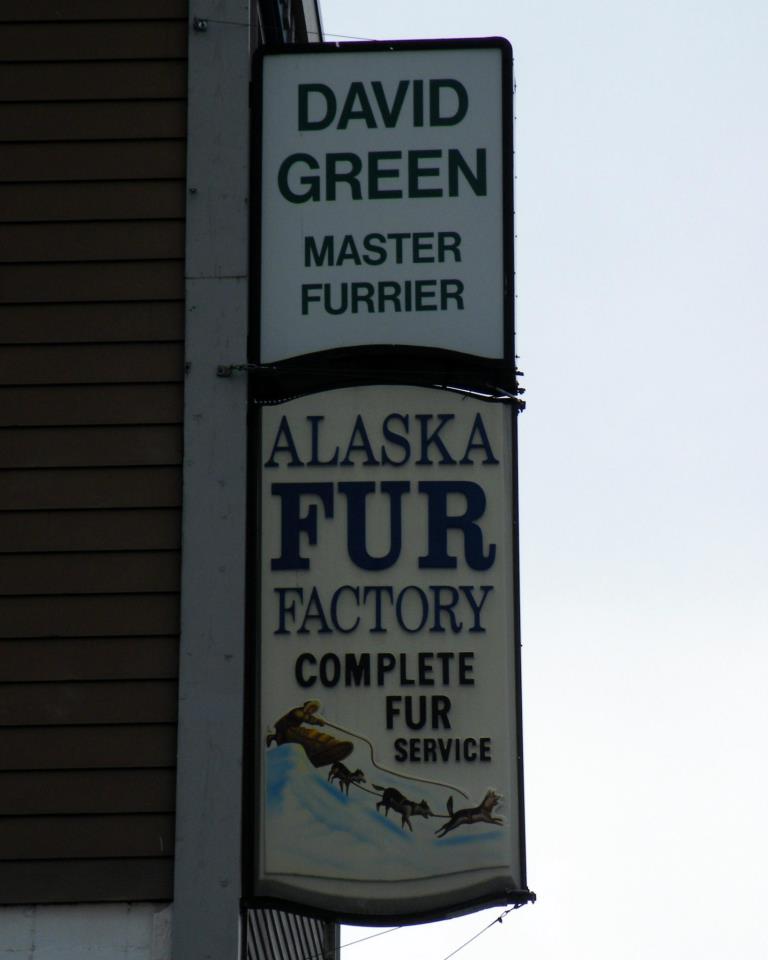 DAVID
GREEN
MASTER
FURRIER
ALASKA
FUR
FACTORY
COMPLETE
FUR
SERVICE